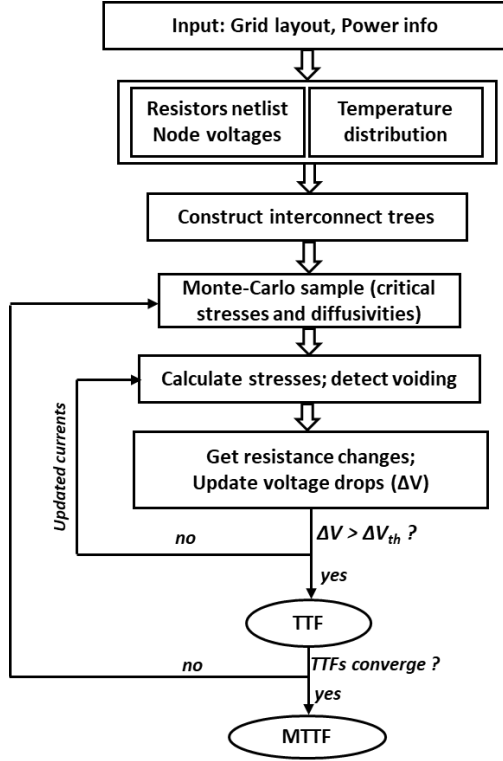 Input: Grid layout, Power info
Resistors netlist
Node voltages
Temperature
distribution
Construct interconnect trees
Monte-Carlo sample (critical
stresses and diffusivities)
Calculate stresses; detect voiding
Updated currents
Get resistance changes;
Update voltage drops (ΔV)
ΔV > ΔVth ?
no
yes
TTF
TTFs converge ?
no
yes
MTTF